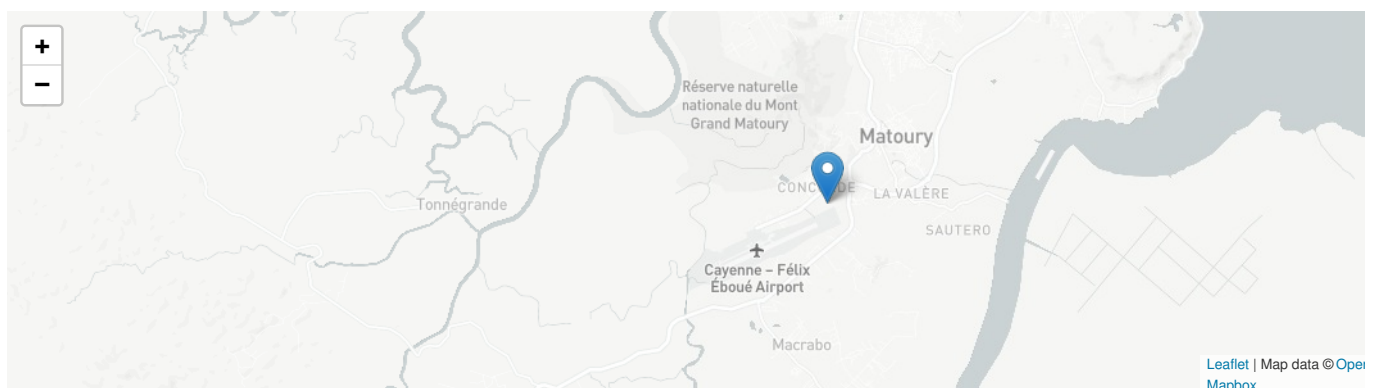 +
−
Réserve naturelle
nationale du Mont
Grand Matoury
Matoury
LA VALÈRE
Tonnégrande
SAUTERO
Cayenne – Félix
Éboué Airport
Macrabo
Leaflet | Map data ©
Mapbox